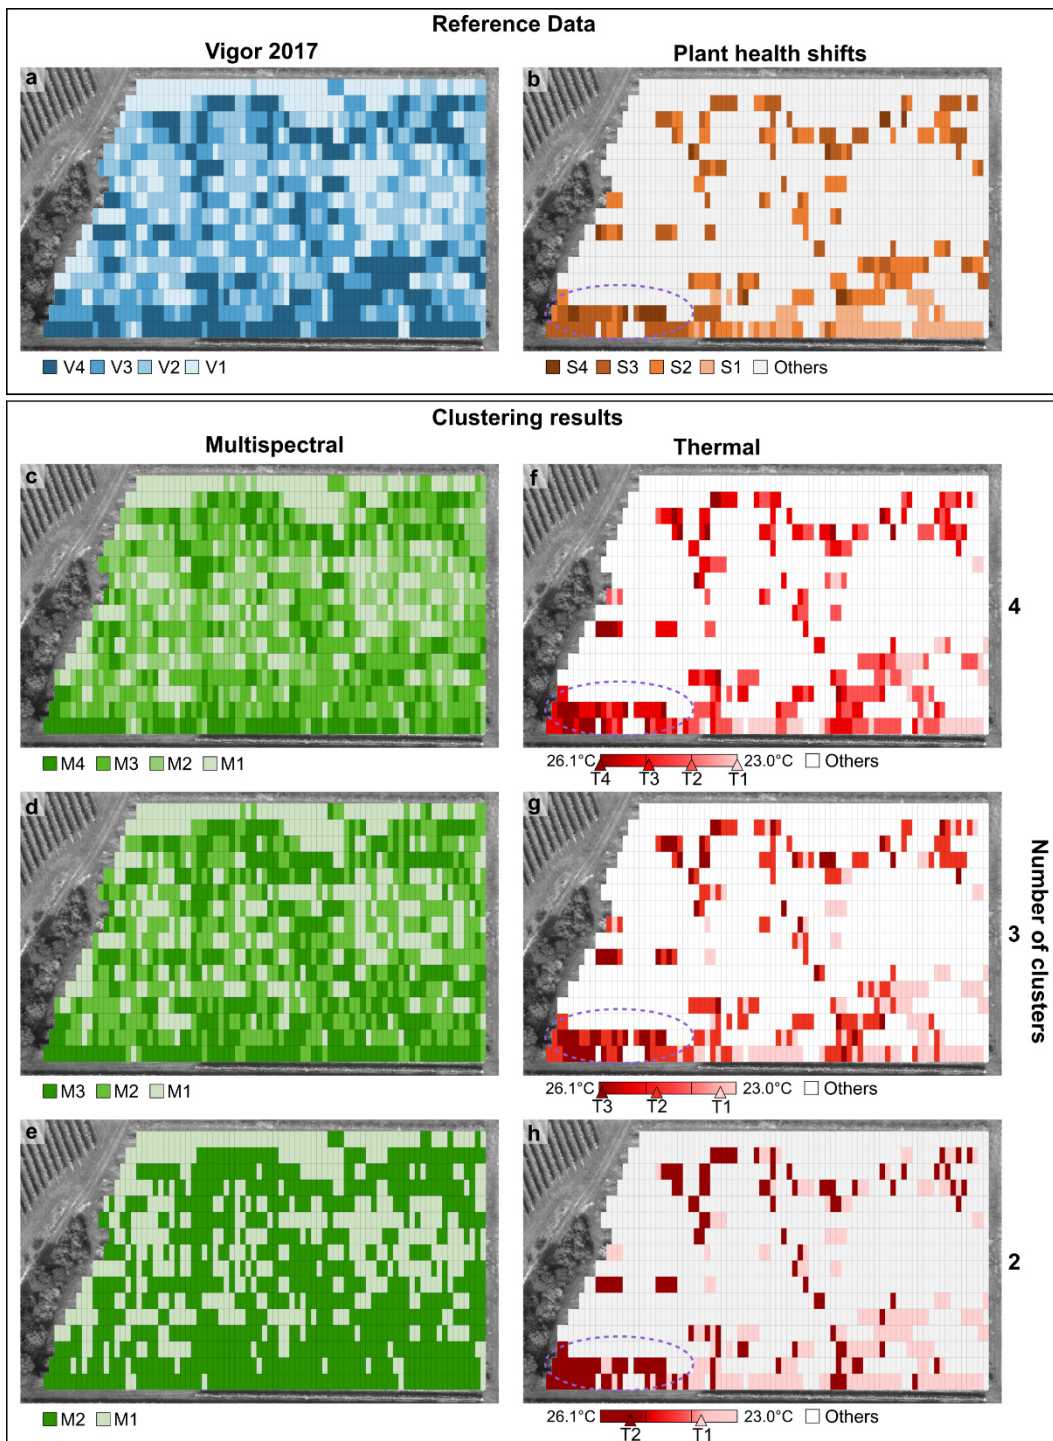 Reference Data
Vigor 2017
Plant health shifts
a
b
V4 V3 V2 V1
S4 S3 S2 S1 Others
Clustering results
Multispectral
Thermal
c
f
4
M4 M3 M2 M1
26.1°C 23.0°C Others
T4 T3 T2 T1
d
g
3
Number of clusters
M3 M2 M1
26.1°C 23.0°C Others
T3 T2 T1
e
h
2
M2 M1
26.1°C 23.0°C Others
T2 T1